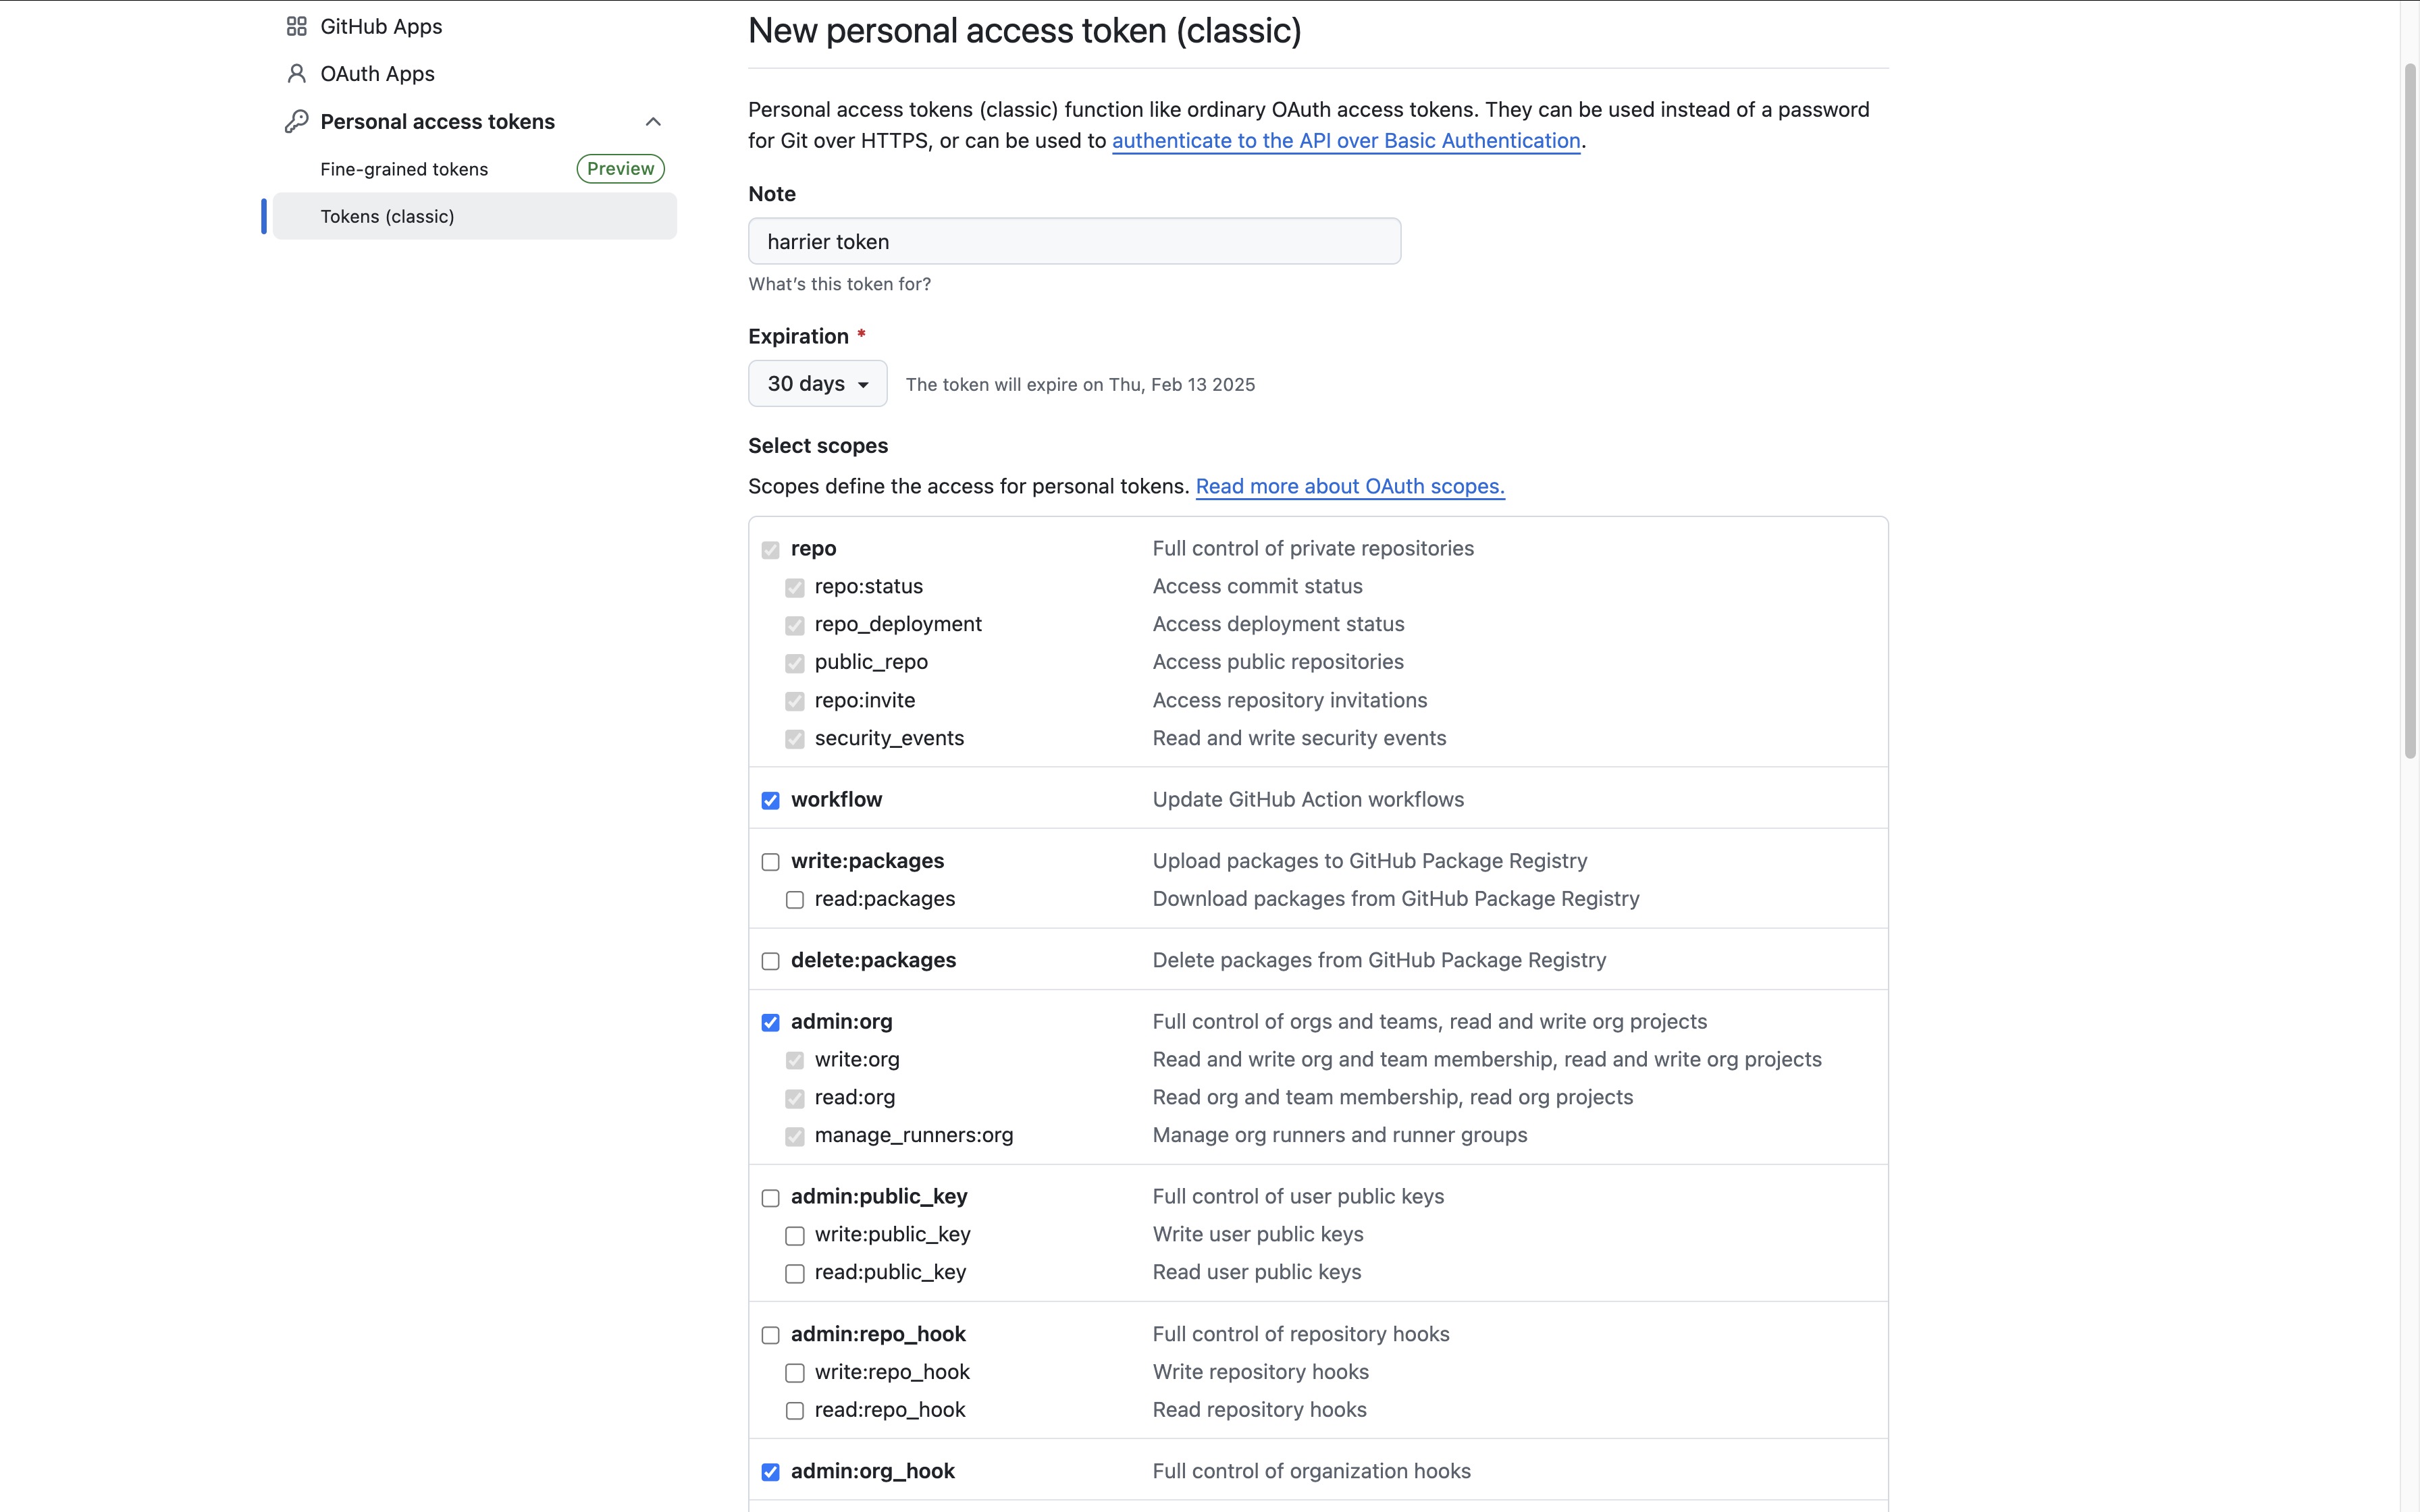 GitHub Apps
OAuth Apps
Personal access tokens
Fine-grained tokens Preview
Tokens (classic)
New personal access token (classic)
Personal access tokens (classic) function like ordinary OAuth access tokens. They can be used instead of a password
for Git over HTTPS, or can be used to authenticate to the API over Basic Authentication.
Note
harrier token
What's this token for?
Expiration *
30 days The token will expire on Thu, Feb 13 2025
Select scopes
Scopes define the access for personal tokens. Read more about OAuth scopes.
repo Full control of private repositories
repo:status Access commit status
repo_deployment Access deployment status
public_repo Access public repositories
repo:invite Access repository invitations
security_events Read and write security events
workflow Update GitHub Action workflows
write:packages Upload packages to GitHub Package Registry
read:packages Download packages from GitHub Package Registry
delete:packages Delete packages from GitHub Package Registry
admin:org Full control of orgs and teams, read and write org projects
write:org Read and write org and team membership, read and write org projects
read:org Read org and team membership, read org projects
manage_runners:org Manage org runners and runner groups
admin:public_key Full control of user public keys
write:public_key Write user public keys
read:public_key Read user public keys
admin:repo_hook Full control of repository hooks
write:repo_hook Write repository hooks
read:repo_hook Read repository hooks
admin:org_hook Full control of organization hooks